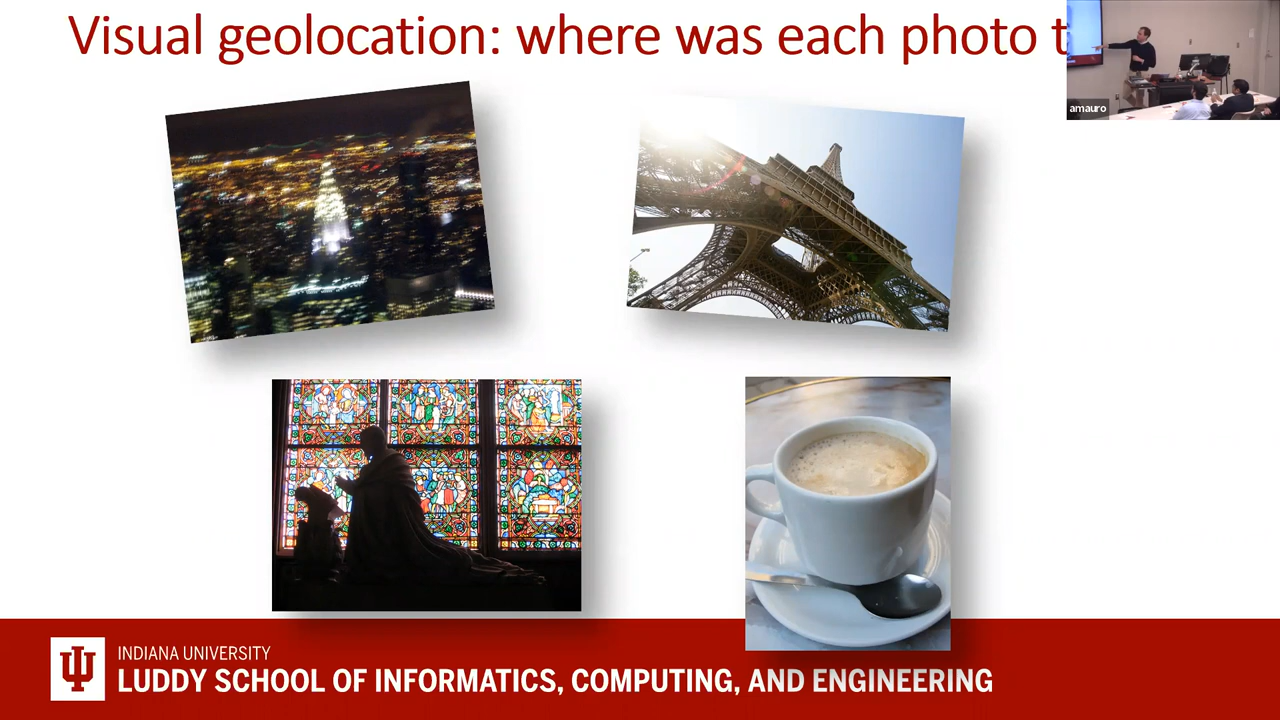 Visual geolocation: where was each photo t
amauro
INDIANA UNIVERSITY
LUDDY SCHOOL OF INFORMATICS, COMPUTING, AND ENGINEERING